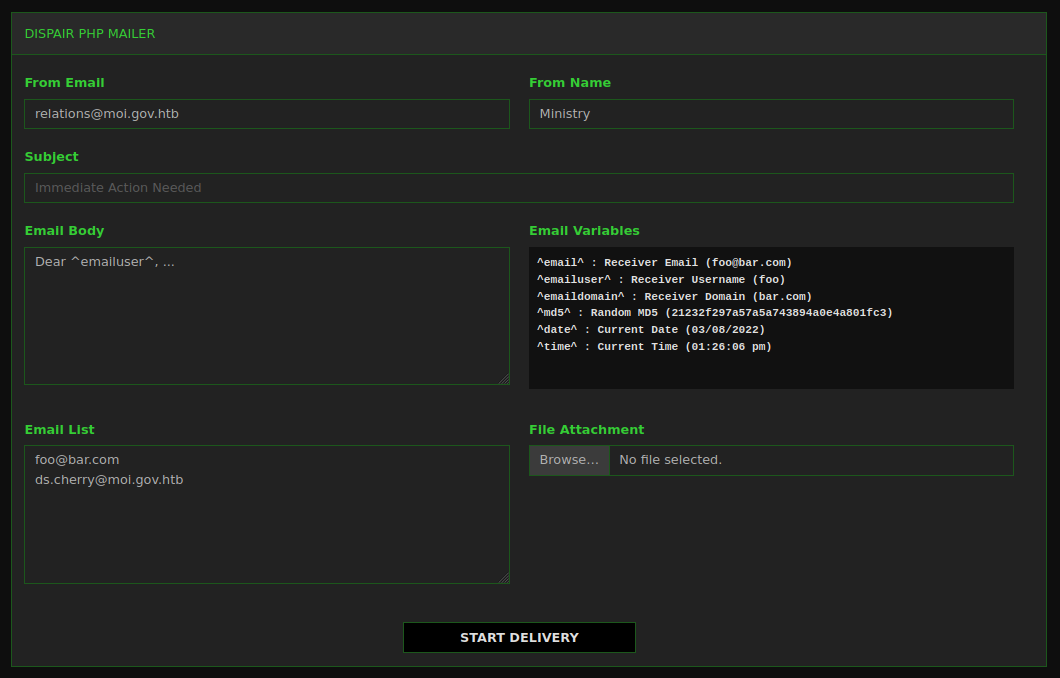 DISPAIR PHP MAILER
From Email
From Name
relations@moi.gov.htb
Ministry
Subject
Immediate Action Needed
Email Body
Email Variables
Dear ^emailuser^, ...
^email^ : Receiver Email (foo@bar.com)
^emailuser^ : Receiver Username (foo)
^emaildomain^ : Receiver Domain (bar.com)
^md5^ : Random MD5 (21232f297a57a5a743894a0e4a801fc3)
^date^ : Current Date (03/08/2022)
^time^ : Current Time (01:26:06 pm)
Email List
File Attachment
foo@bar.com
ds.cherry@moi.gov.htb
Browse... No file selected.
START DELIVERY